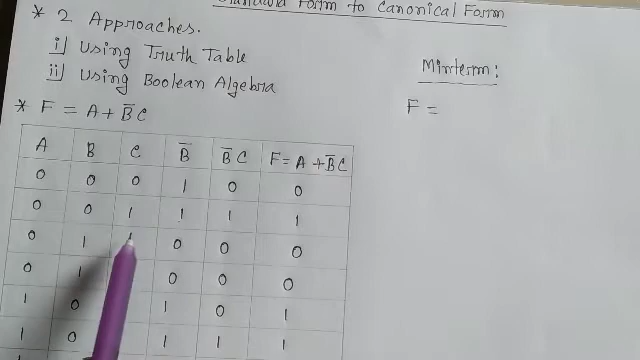 Standard Form to Canonical Form
* 2 Approaches.
i) Using Truth Table
ii) Using Boolean Algebra
Minterm:
* F = A + B̅C
F =
A B C B̅ B̅C F = A + B̅C
0 0 0 1 0 0
0 0 1 1 1 1
0 1 0 0 0
0 1 0 0 0
1 0 1 0 1
1 0 1 1 1